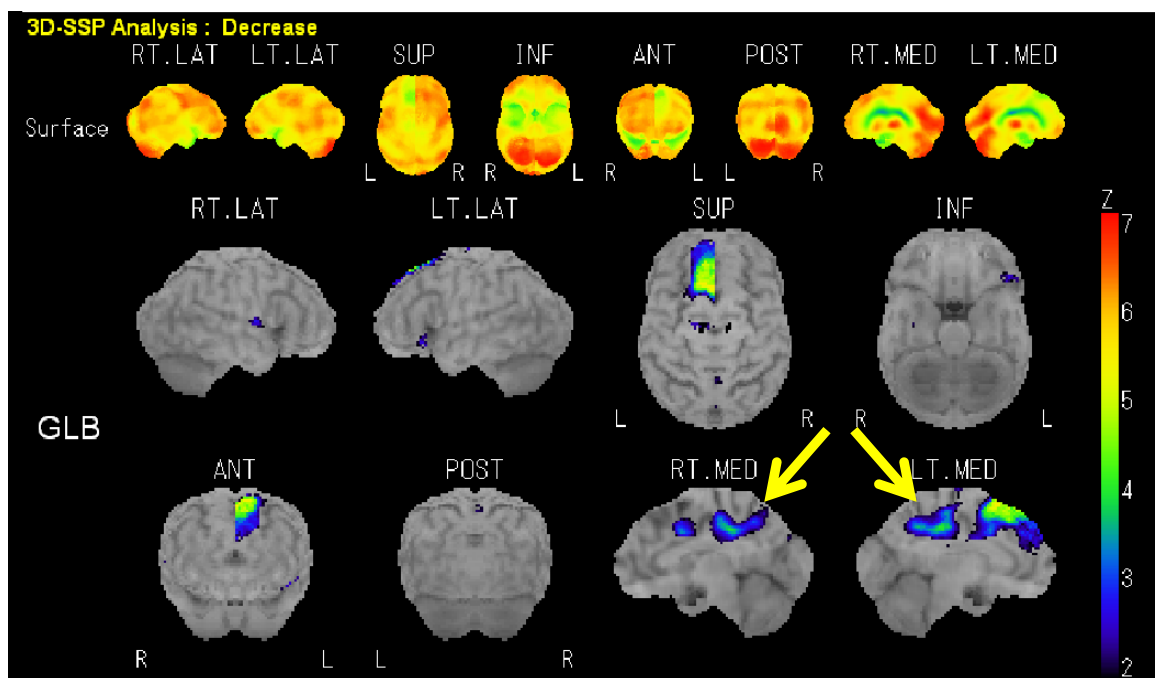 3D-SSP Analysis : Decrease
RT.LAT LT.LAT SUP INF ANT POST RT.MED LT.MED
Surface
L R R L R L L R
RT.LAT LT.LAT SUP INF
Z
7
6
5
4
3
2
L R R L
GLB
ANT POST RT.MED LT.MED
R L L R